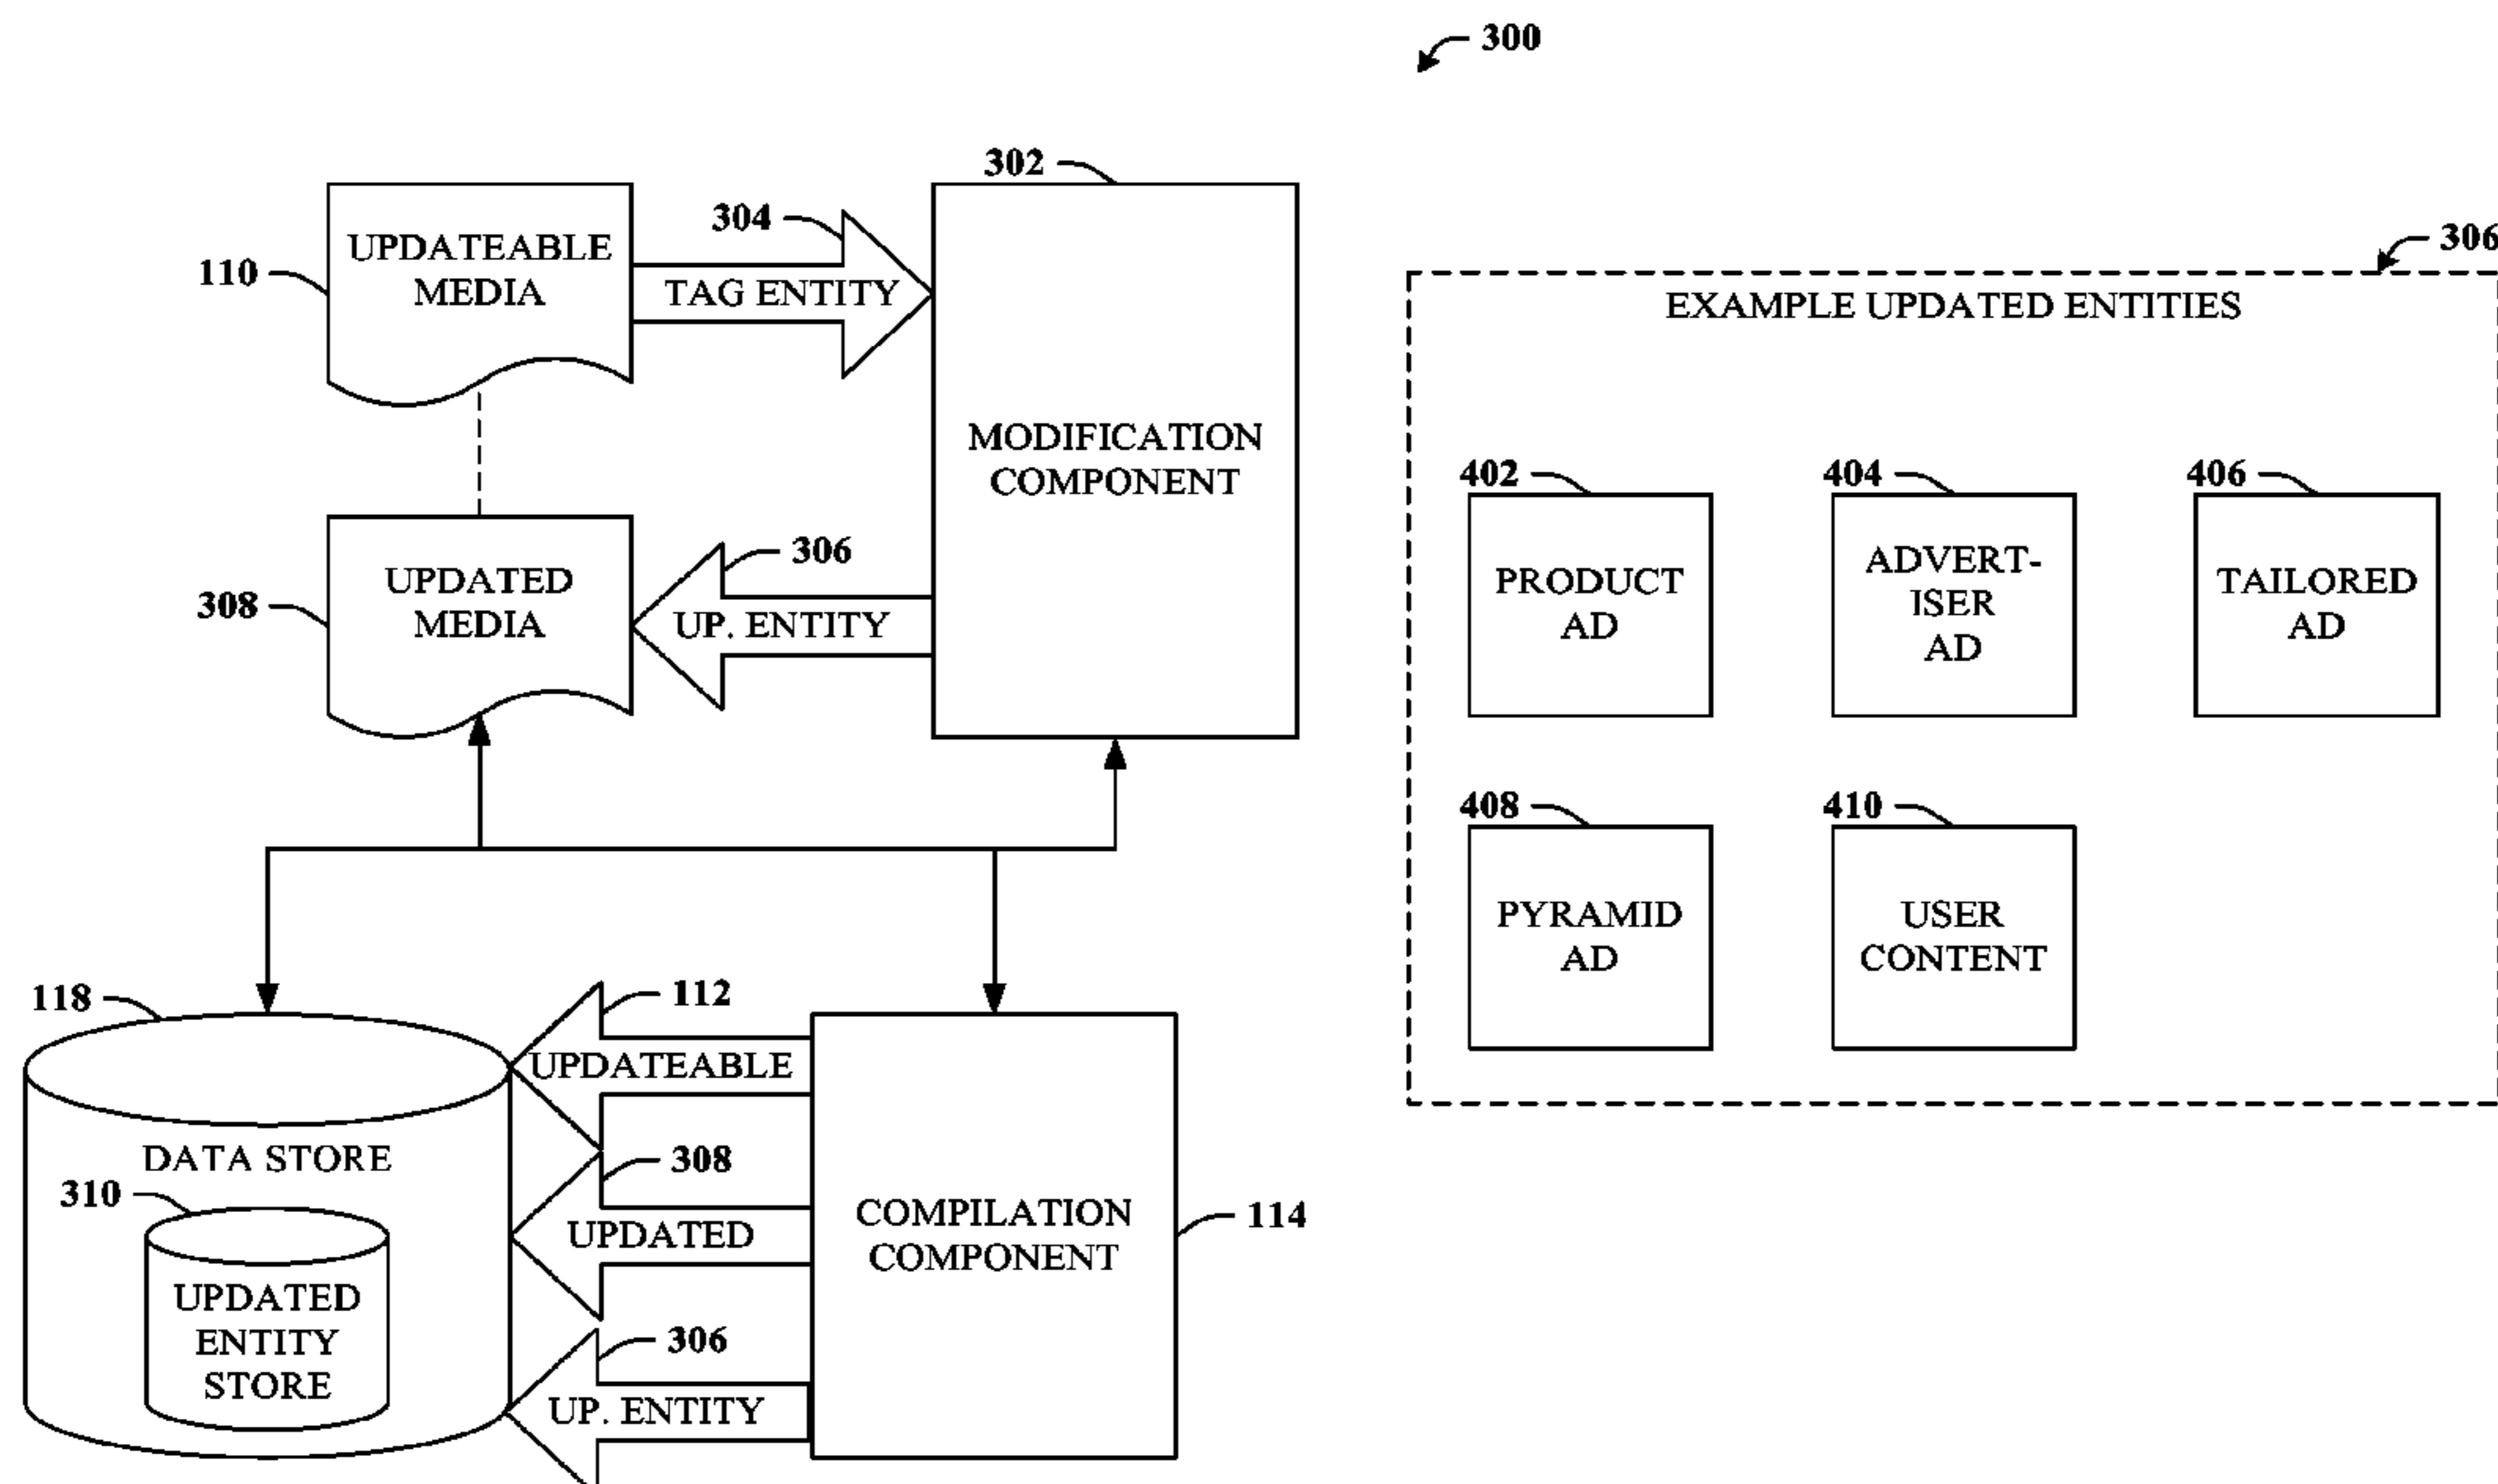 300
302
304
UPDATEABLE
MEDIA
110
TAG ENTITY
306
EXAMPLE UPDATED ENTITIES
MODIFICATION
COMPONENT
306
UPDATED
MEDIA
308
UP. ENTITY
402
404
406
PRODUCT
AD
ADVERT-
ISER
AD
TAILORED
AD
408
410
PYRAMID
AD
USER
CONTENT
118
112
UPDATEABLE
DATA STORE
308
310
UPDATED
COMPILATION
COMPONENT
114
UPDATED
ENTITY
STORE
306
UP. ENTITY